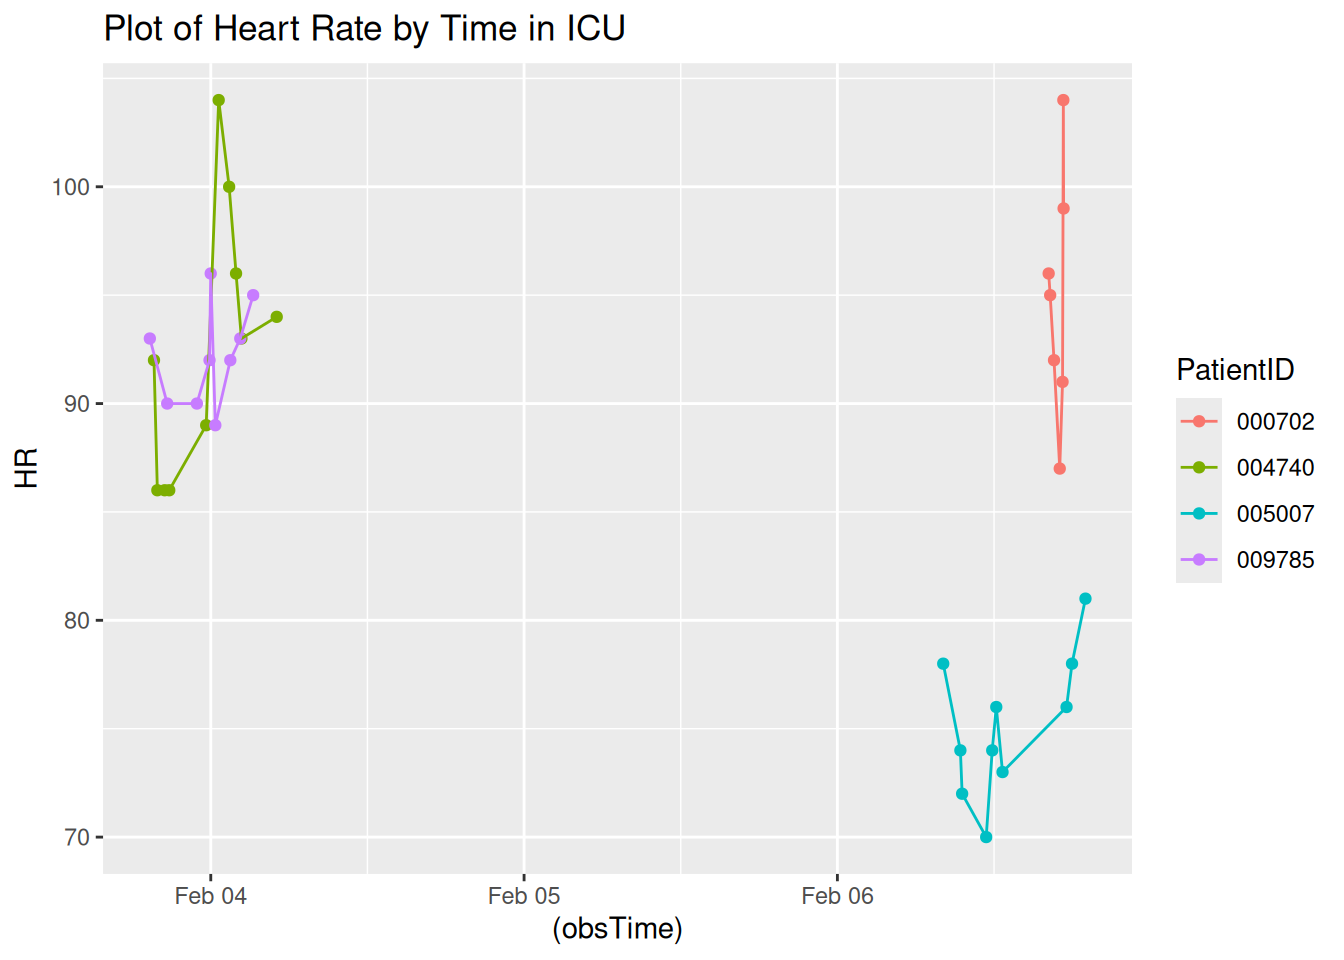 Plot of Heart Rate by Time in ICU
HR
100
90
80
70
Feb 04
Feb 05
Feb 06
(obsTime)
PatientID
000702
004740
005007
009785